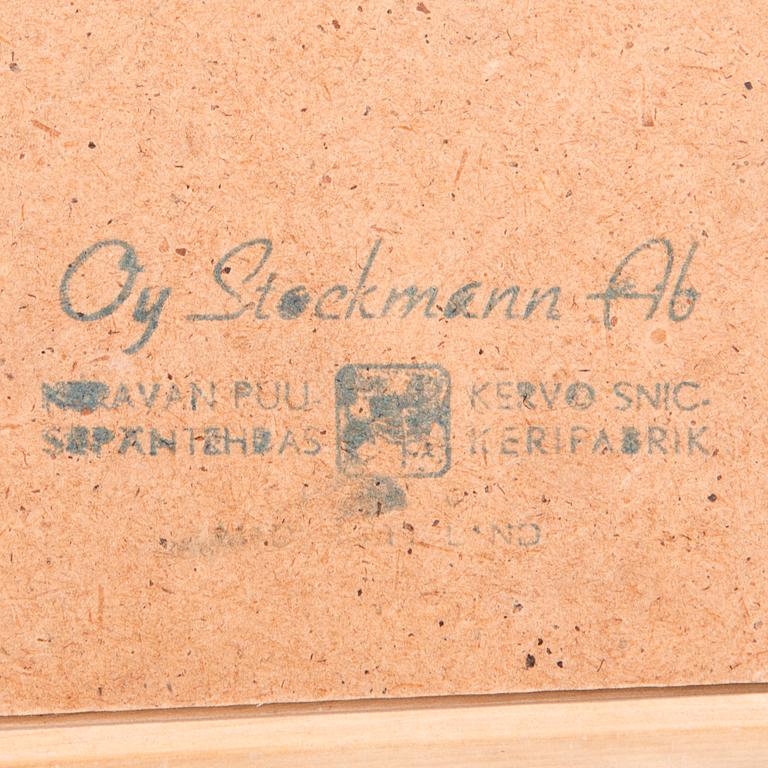 Oy Stockmann Ab
KERAVAN PUU- KERVO SNIC-
SEPÄNTEHDAS KERIFABRIK